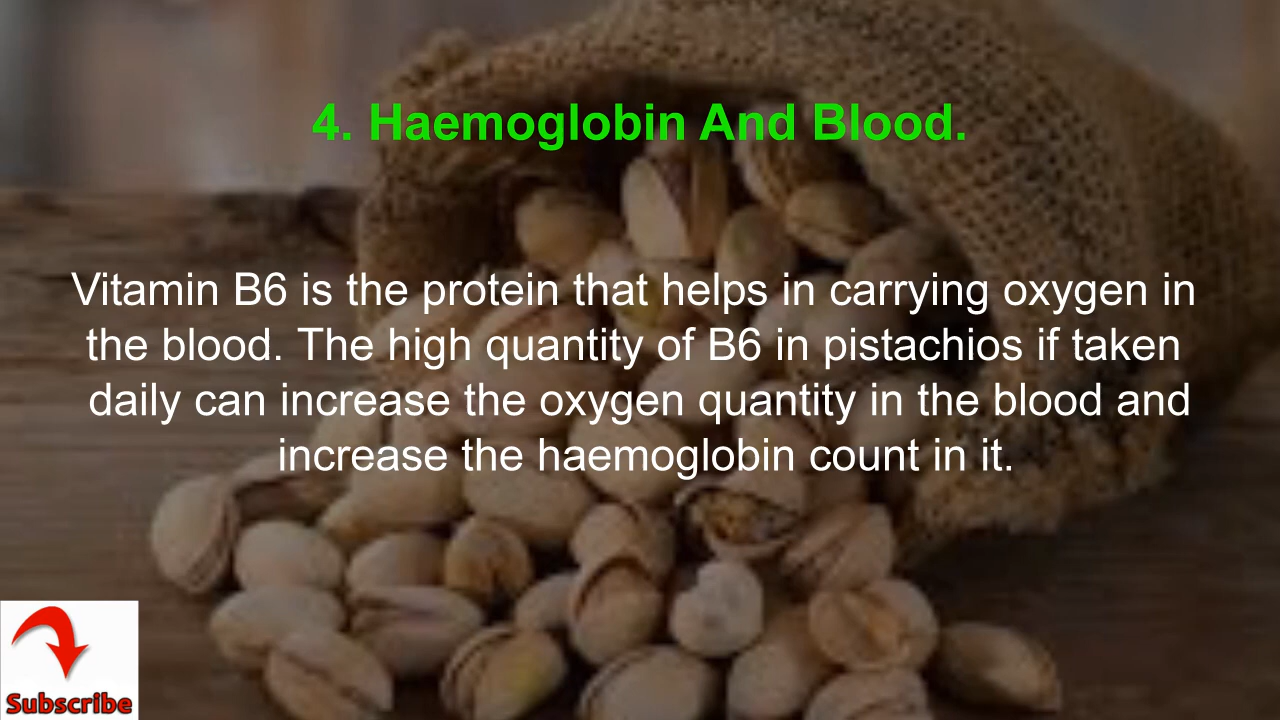 4. Haemoglobin And Blood.
Vitamin B6 is the protein that helps in carrying oxygen in
the blood. The high quantity of B6 in pistachios if taken
daily can increase the oxygen quantity in the blood and
increase the haemoglobin count in it.
Subscribe